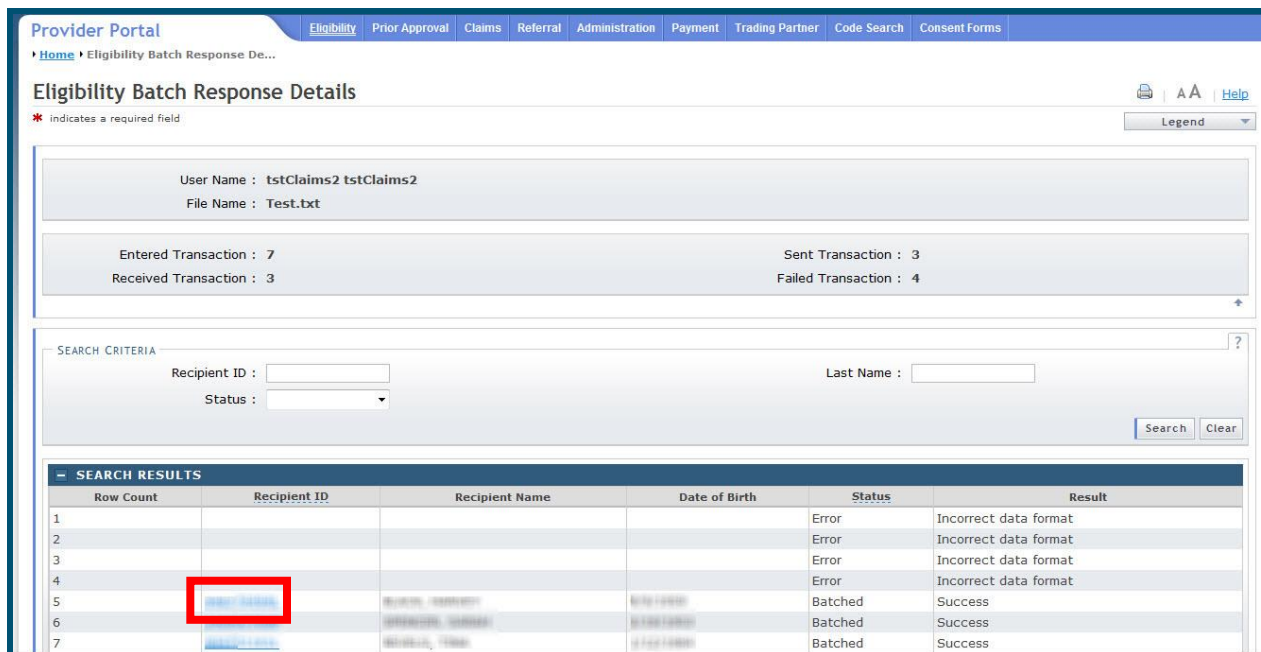 Provider Portal
Eligibility Prior Approval Claims Referral Administration Payment Trading Partner Code Search Consent Forms
Home Eligibility Batch Response De...
Eligibility Batch Response Details
AA Help
* indicates a required field
Legend
User Name : tstClaims2 tstClaims2
File Name : Test.txt
Entered Transaction : 7 Sent Transaction : 3
Received Transaction : 3 Failed Transaction : 4
?
SEARCH CRITERIA
Recipient ID : Last Name :
Status :
Search Clear
– SEARCH RESULTS
Row Count Recipient ID Recipient Name Date of Birth Status Result
1 Error Incorrect data format
2 Error Incorrect data format
3 Error Incorrect data format
4 Error Incorrect data format
5 Batched Success
6 Batched Success
7 Batched Success